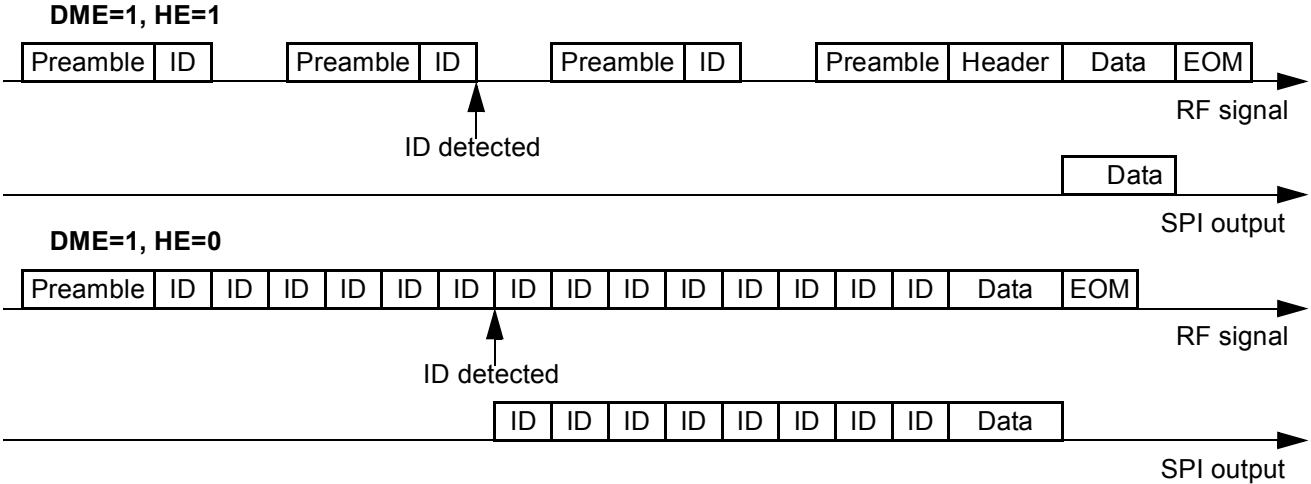 DME=1, HE=1
Preamble ID Preamble ID Preamble ID Preamble Header Data EOM
RF signal
ID detected
Data
SPI output
DME=1, HE=0
Preamble ID ID ID ID ID ID ID ID ID ID ID ID ID ID Data EOM
RF signal
ID detected
ID ID ID ID ID ID ID ID Data
SPI output